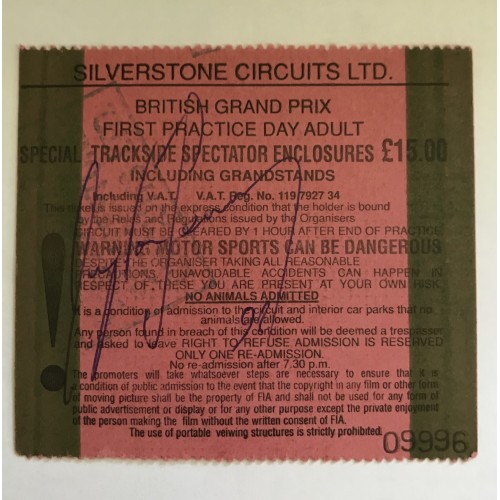 SILVERSTONE CIRCUITS LTD.
BRITISH GRAND PRIX
FIRST PRACTICE DAY ADULT
SPECIAL TRACKSIDE SPECTATOR ENCLOSURES £15.00
INCLUDING GRANDSTANDS
Including V.A.T. V.A.T. Reg. No. 119 7927 34
This ticket is issued on the express condition that the holder is bound
by the Rules and Regulations issued by the Organisers
CIRCUIT MUST BE CLEARED BY 1 HOUR AFTER END OF PRACTICE
WARNING MOTOR SPORTS CAN BE DANGEROUS
DESPITE THE ORGANISER TAKING ALL REASONABLE
PRECAUTIONS, UNAVOIDABLE ACCIDENTS CAN HAPPEN IN
RESPECT OF THESE YOU ARE PRESENT AT YOUR OWN RISK
NO ANIMALS ADMITTED
It is a condition of admission to the circuit and interior car parks that no
animals are allowed.
Any person found in breach of this condition will be deemed a trespasser
and asked to leave RIGHT TO REFUSE ADMISSION IS RESERVED
ONLY ONE RE-ADMISSION.
No re-admission after 7.30 p.m.
The promoters will take whatsoever steps are necessary to ensure that it is
a condition of public admission to the event that the copyright in any film or other form
of moving picture shall be the property of FIA and shall not be used for any form of
public advertisement or display or for any other purpose except the private enjoyment
of the person making the film without the written consent of FIA.
The use of portable veiwing structures is strictly prohibited.
09996